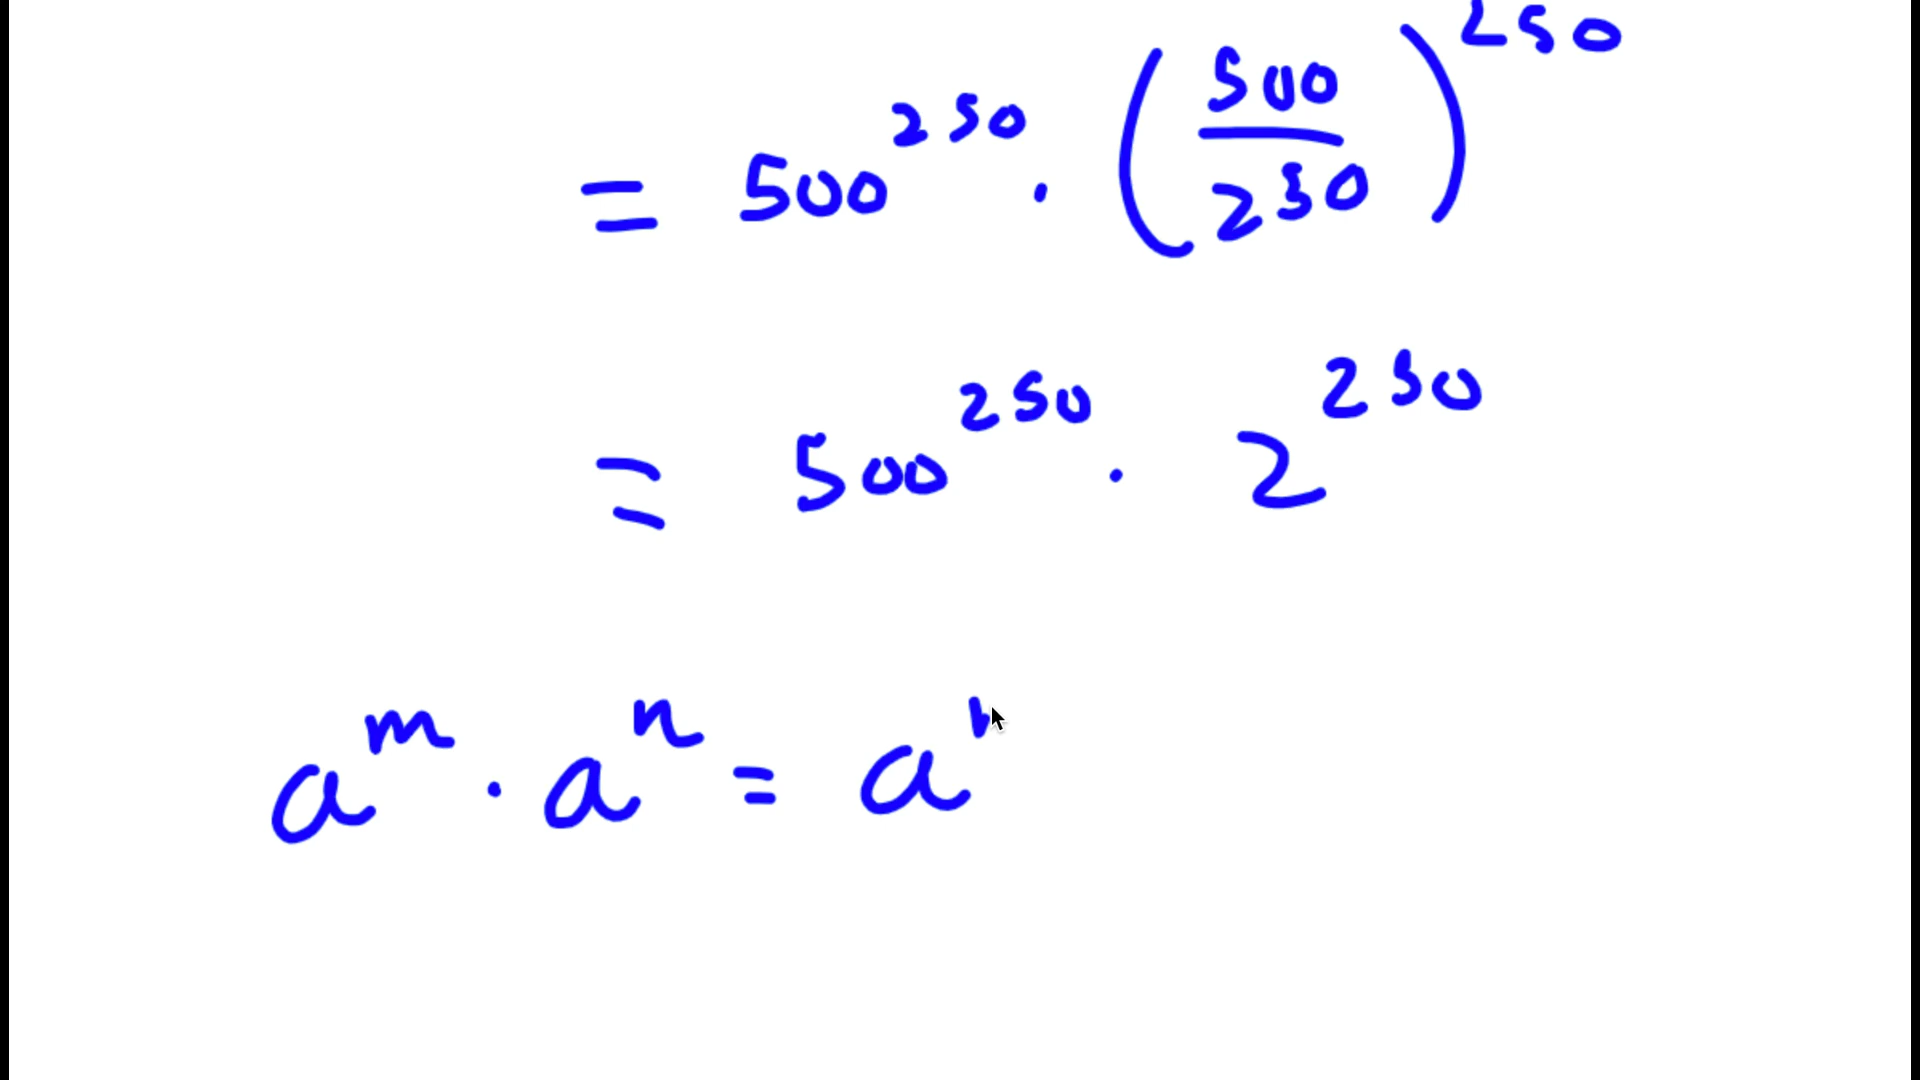 = 500^250 · (500/250)^250
= 500^250 · 2^250
a^m · a^n = a